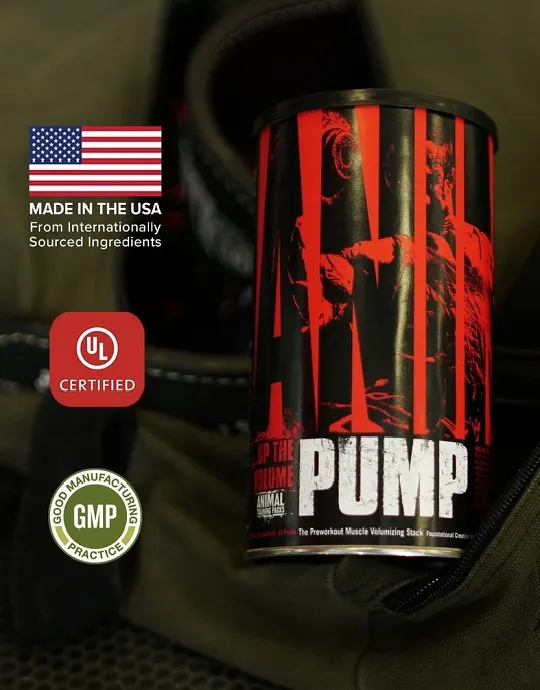 MADE IN THE USA
From Internationally
Sourced Ingredients
UL
CERTIFIED
GOOD MANUFACTURING
GMP
PRACTICE
UP THE
VOLUME
ANIMAL
TRAINING PACKS
PUMP
The Preworkout Muscle Volumizing Stack Foundational